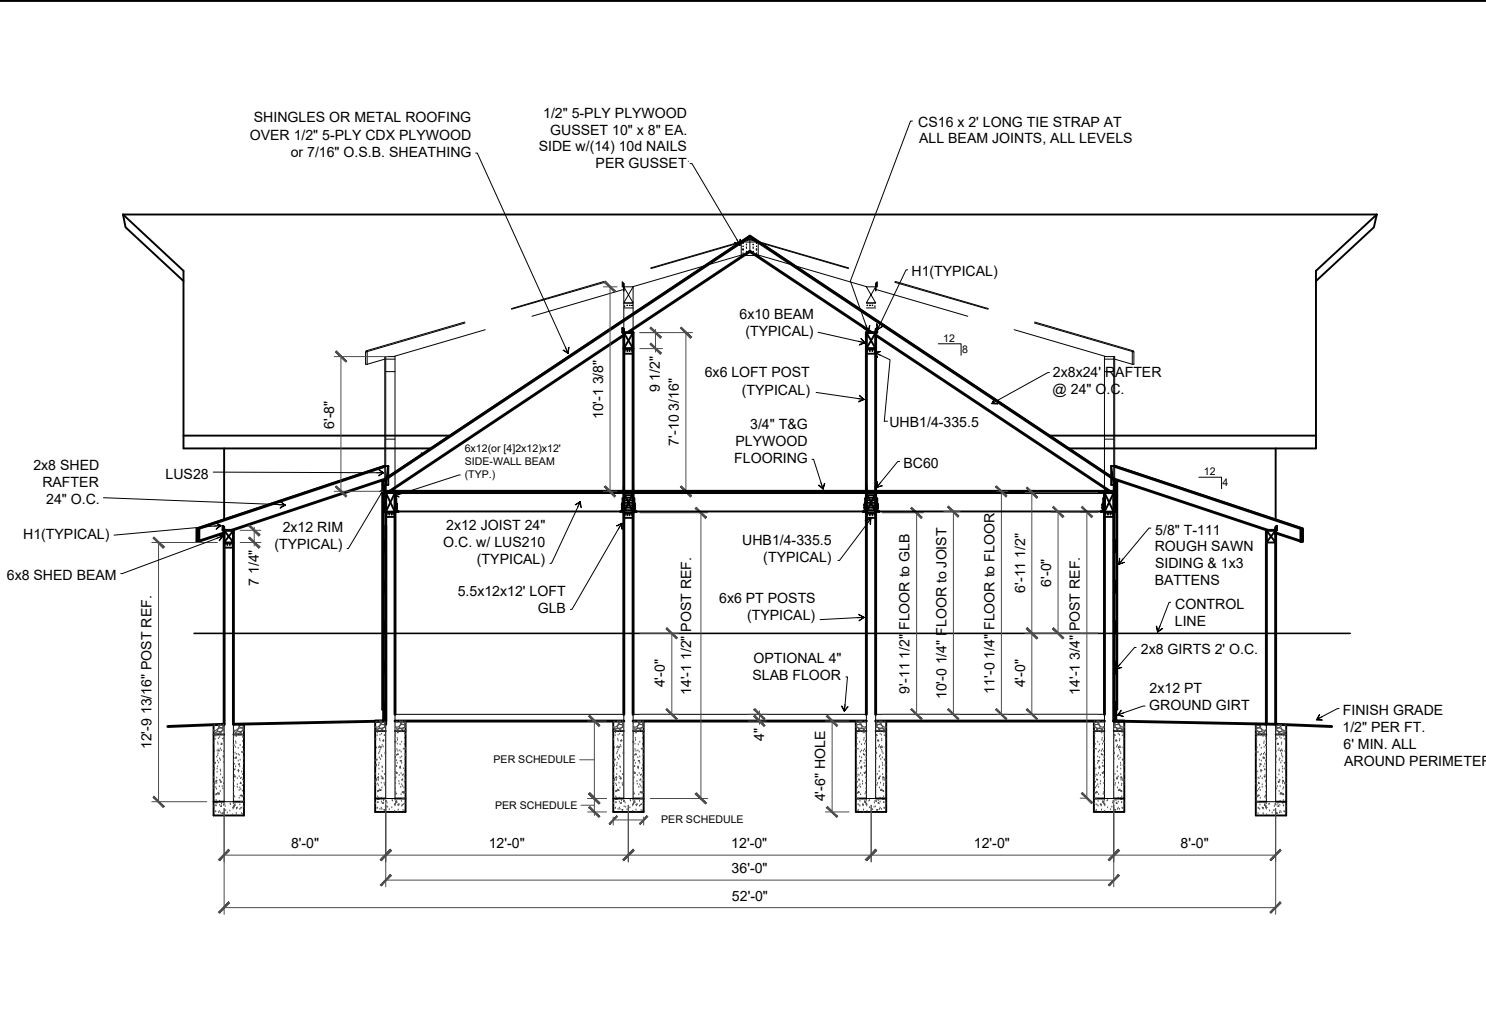 SHINGLES OR METAL ROOFING
OVER 1/2" 5-PLY CDX PLYWOOD
or 7/16" O.S.B. SHEATHING
1/2" 5-PLY PLYWOOD
GUSSET 10" x 8" EA.
SIDE w/(14) 10d NAILS
PER GUSSET
CS16 x 2' LONG TIE STRAP AT
ALL BEAM JOINTS, ALL LEVELS
H1(TYPICAL)
6x10 BEAM
(TYPICAL)
12
8
6x6 LOFT POST
(TYPICAL)
2x8x24' RAFTER
@ 24" O.C.
10'-1 3/8"
9 1/2"
7'-10 3/16"
6'-8"
UHB1/4-335.5
3/4" T&G
PLYWOOD
FLOORING
6x12(or [4]2x12)x12'
SIDE-WALL BEAM
(TYP.)
BC60
2x8 SHED
RAFTER
24" O.C.
LUS28
12
4
H1(TYPICAL)
2x12 RIM
(TYPICAL)
2x12 JOIST 24"
O.C. w/ LUS210
(TYPICAL)
UHB1/4-335.5
(TYPICAL)
5/8" T-111
ROUGH SAWN
SIDING & 1x3
BATTENS
6x8 SHED BEAM
7 1/4"
5.5x12x12' LOFT
GLB
6x6 PT POSTS
(TYPICAL)
CONTROL
LINE
12'-9 13/16" POST REF.
4'-0"
14'-1 1/2" POST REF.
9'-11 1/2" FLOOR to GLB
10'-0 1/4" FLOOR to JOIST
11'-0 1/4" FLOOR to FLOOR
6'-11 1/2"
4'-0"
6'-0"
14'-1 3/4" POST REF.
OPTIONAL 4"
SLAB FLOOR
2x8 GIRTS 2' O.C.
2x12 PT
GROUND GIRT
FINISH GRADE
1/2" PER FT.
6' MIN. ALL
AROUND PERIMETER
4"
4'-6" HOLE
PER SCHEDULE
PER SCHEDULE
PER SCHEDULE
8'-0"
12'-0"
12'-0"
12'-0"
8'-0"
36'-0"
52'-0"